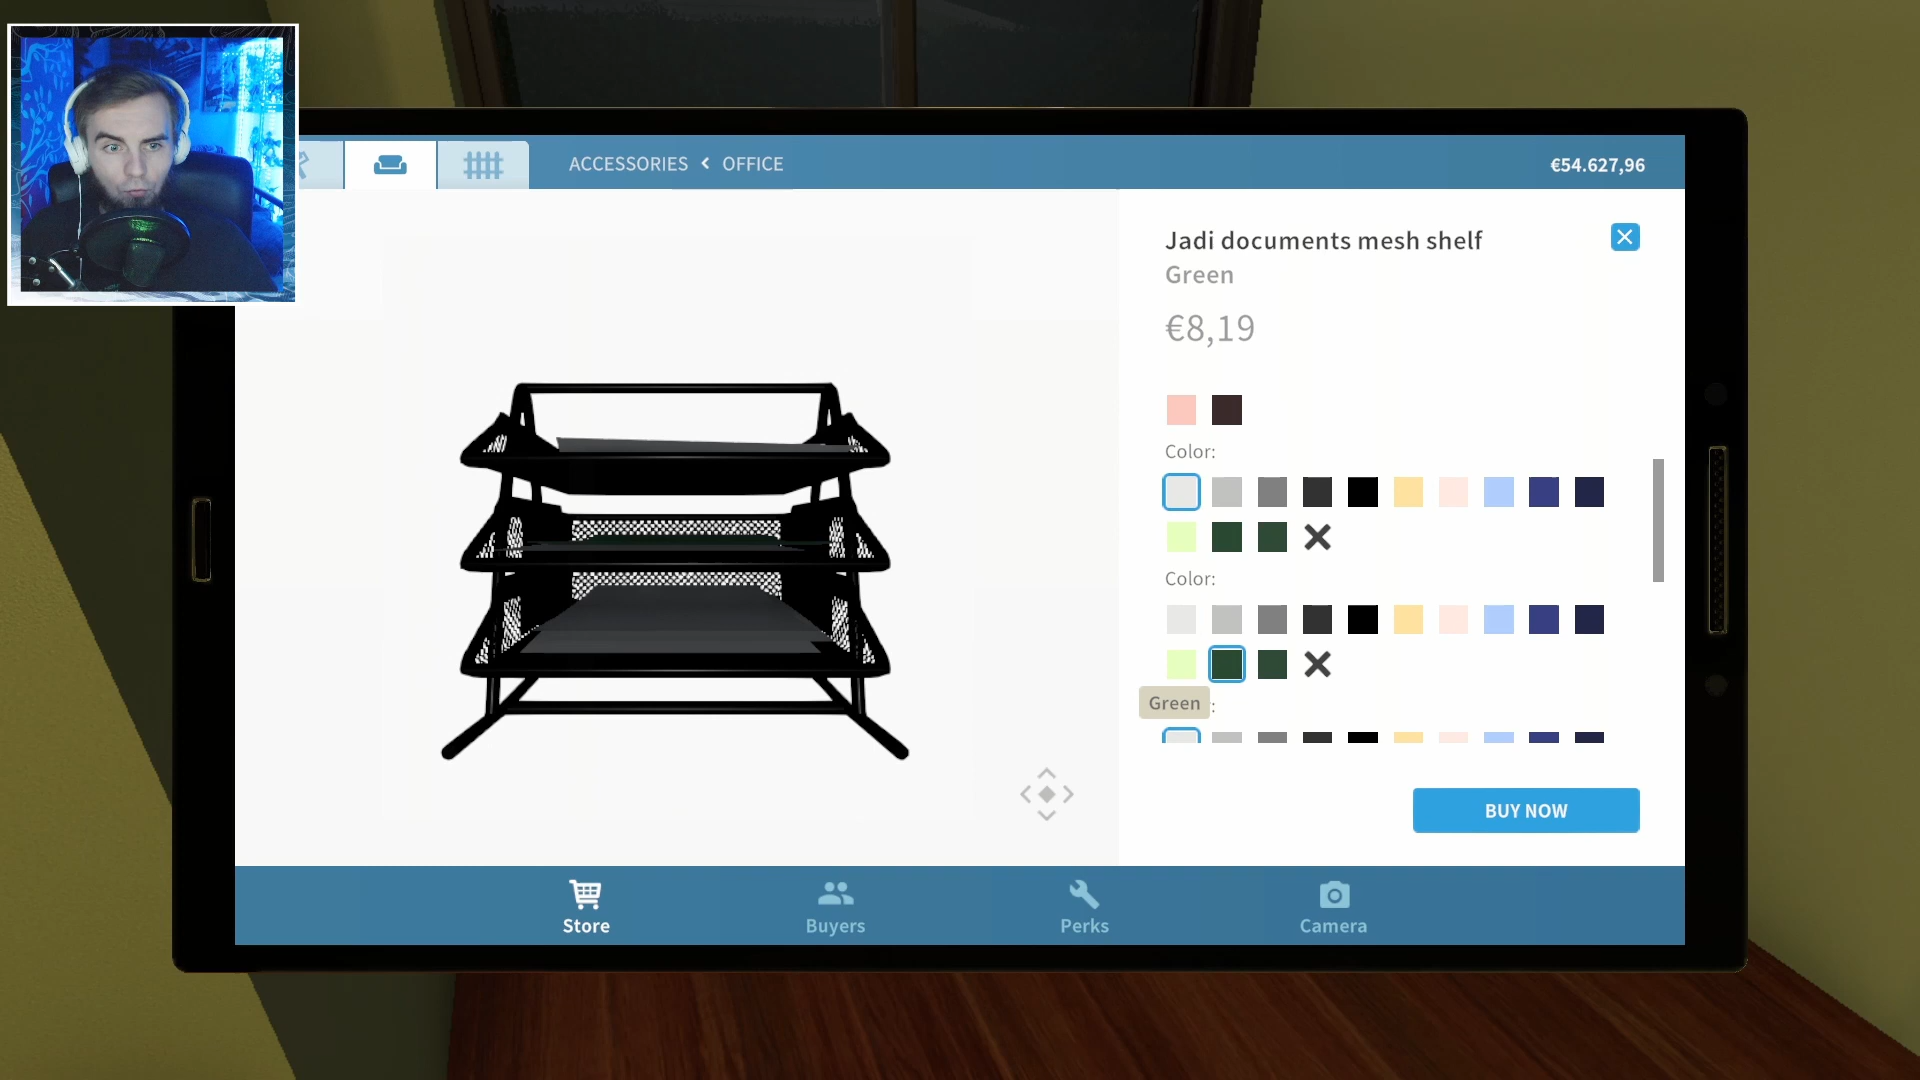 ACCESSORIES < OFFICE
€54.627,96
Jadi documents mesh shelf
Green
€8,19
Color:
Color:
Green :
BUY NOW
Store
Buyers
Perks
Camera